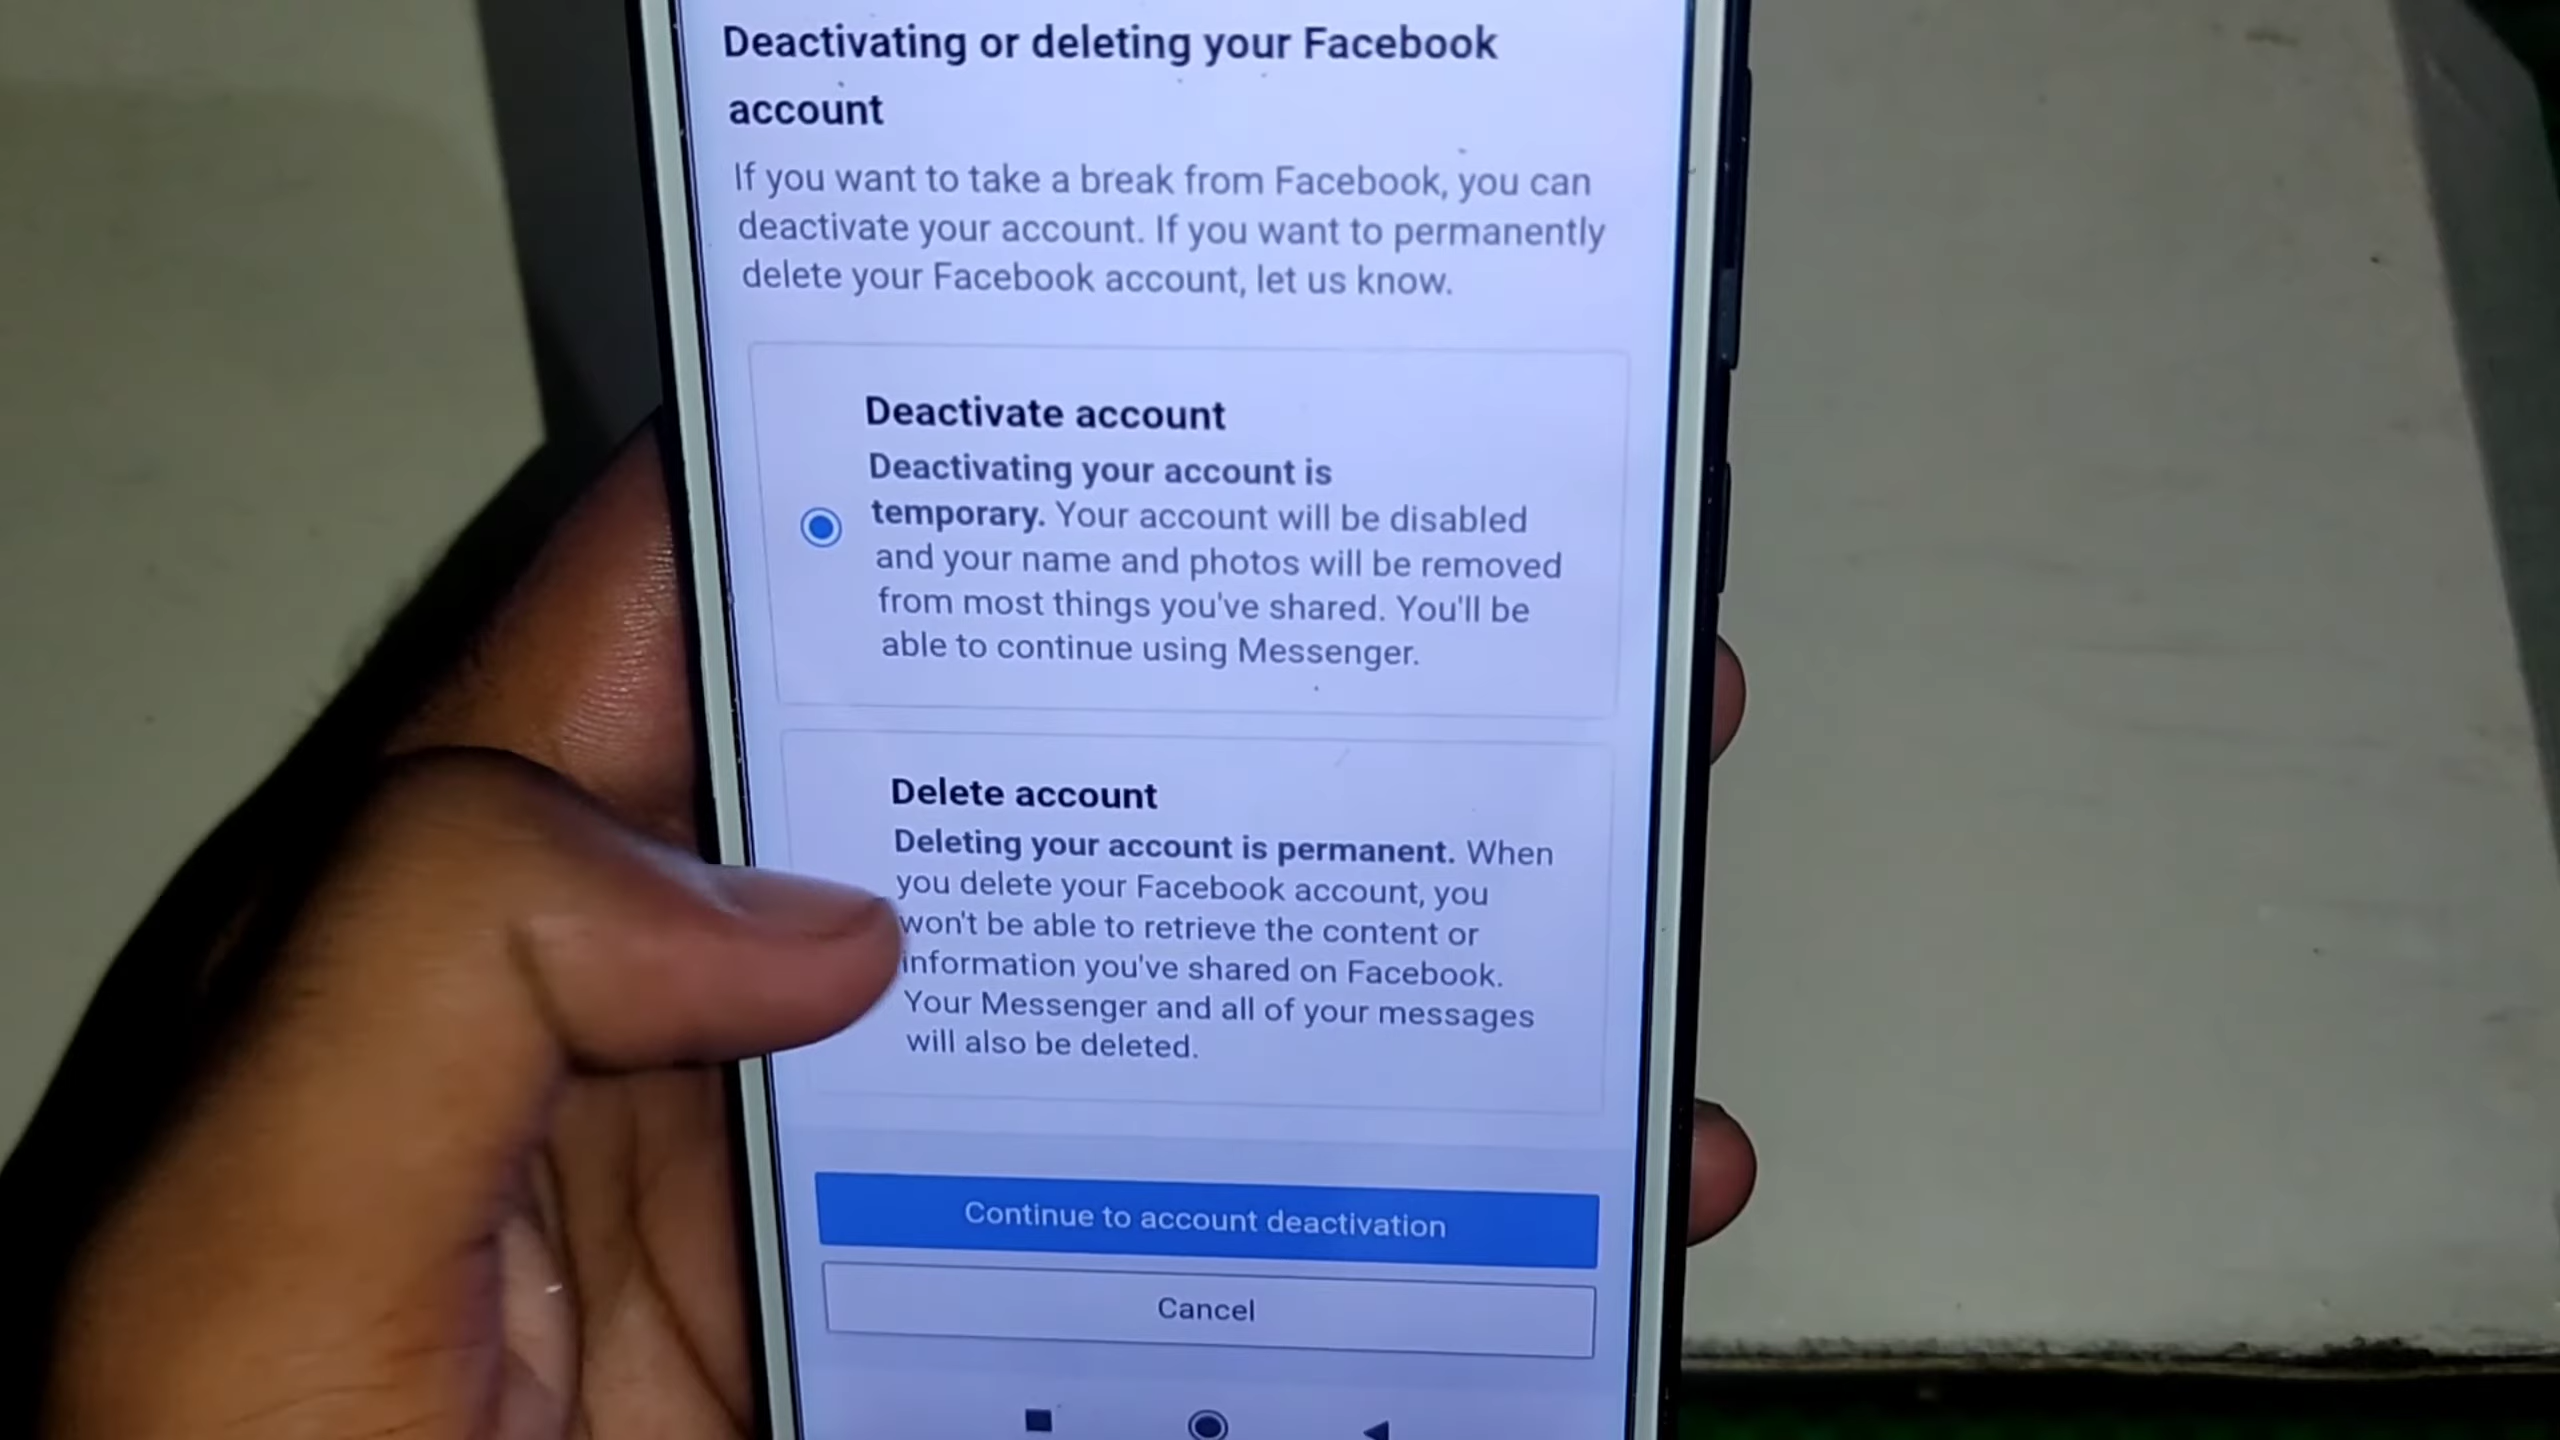 Deactivating or deleting your Facebook
account
If you want to take a break from Facebook, you can
deactivate your account. If you want to permanently
delete your Facebook account, let us know.
Deactivate account
Deactivating your account is
temporary. Your account will be disabled
and your name and photos will be removed
from most things you've shared. You'll be
able to continue using Messenger.
Delete account
Deleting your account is permanent. When
you delete your Facebook account, you
won't be able to retrieve the content or
information you've shared on Facebook.
Your Messenger and all of your messages
will also be deleted.
Continue to account deactivation
Cancel